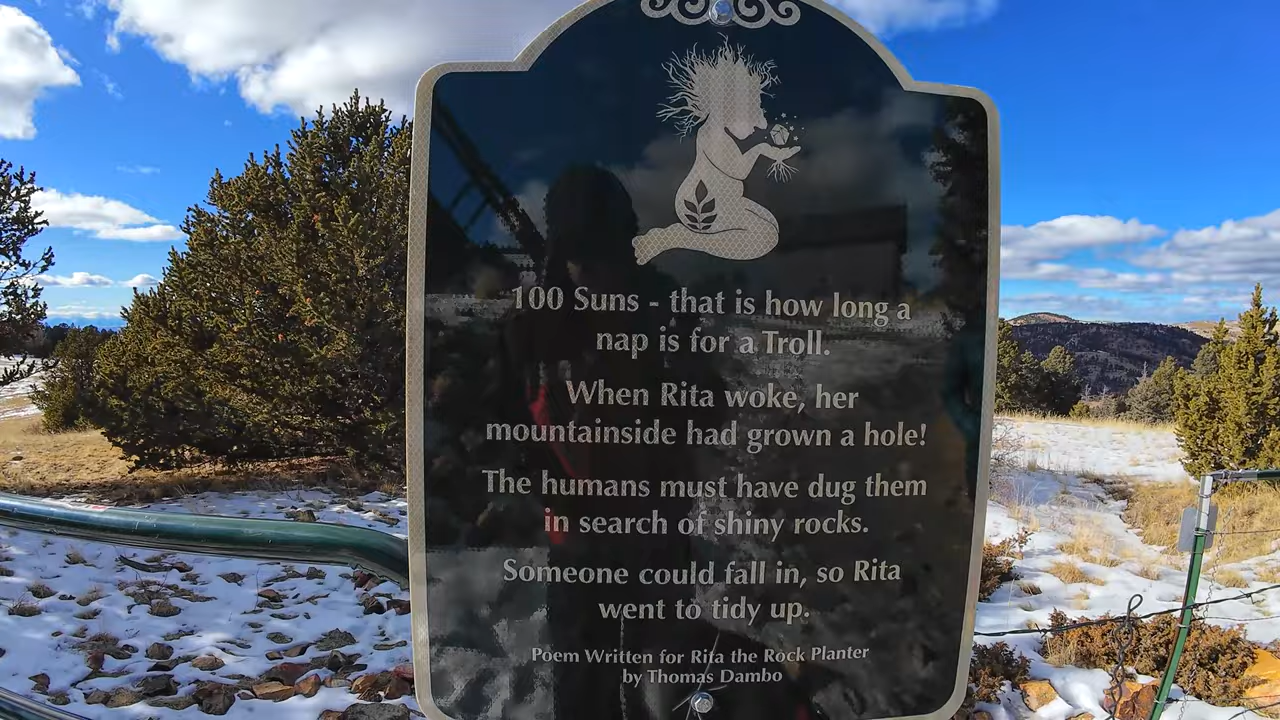 100 Suns - that is how long a
nap is for a Troll.
When Rita woke, her
mountainside had grown a hole!
The humans must have dug them
in search of shiny rocks.
Someone could fall in, so Rita
went to tidy up.
Poem Written for Rita the Rock Planter
by Thomas Dambo